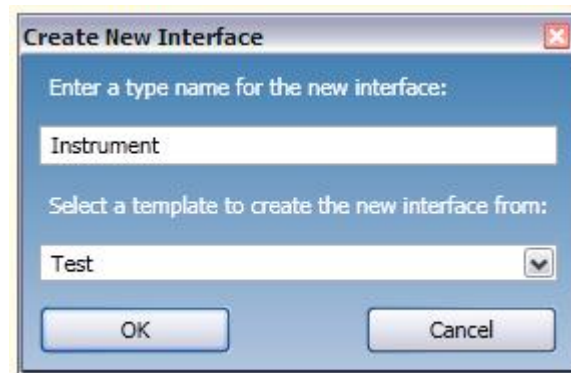 Create New Interface
Enter a type name for the new interface:
Instrument
Select a template to create the new interface from:
Test
OK
Cancel